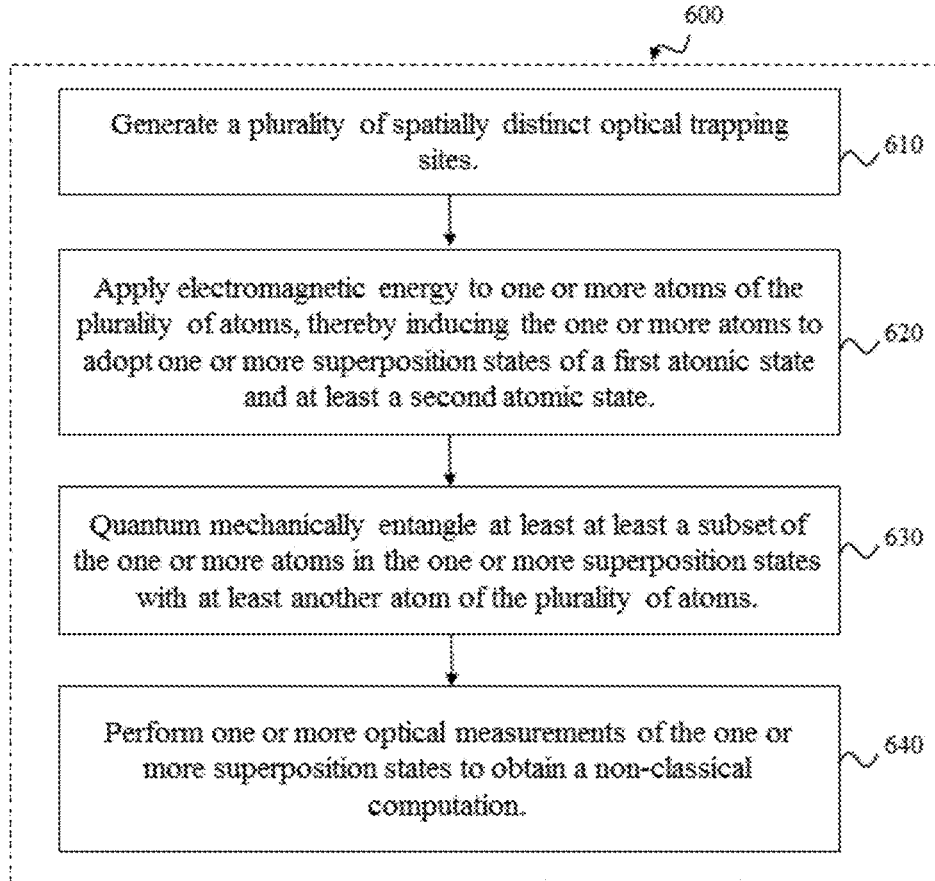 600
Generate a plurality of spatially distinct optical trapping
sites.
610
Apply electromagnetic energy to one or more atoms of the
plurality of atoms, thereby inducing the one or more atoms to
adopt one or more superposition states of a first atomic state
and at least a second atomic state.
620
Quantum mechanically entangle at least at least a subset of
the one or more atoms in the one or more superposition states
with at least another atom of the plurality of atoms.
630
Perform one or more optical measurements of the one or
more superposition states to obtain a non-classical
computation.
640